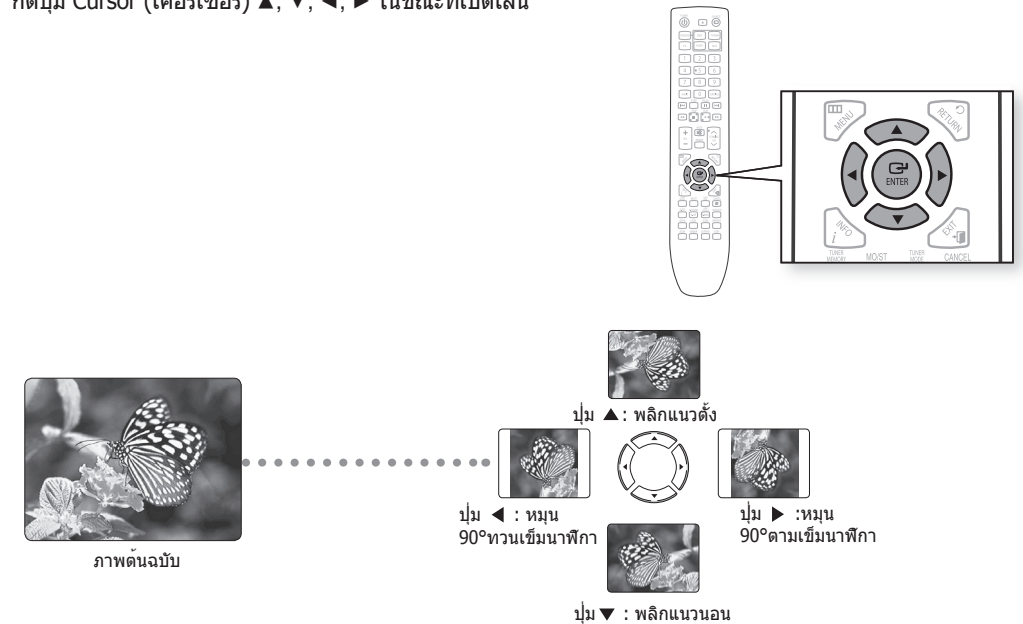 กดปุ่ม Cursor (เคอร์เซอร์) ▲, ▼, ◀, ▶ ในขณะที่เปิดเล่น
MENU
RETURN
ENTER
INFO
EXIT
TUNER
MEMORY
MO/ST
TUNER
MODE
CANCEL
ปุ่ม ▲: พลิกแนวตั้ง
ปุ่ม ◀ : หมุน
90°ทวนเข็มนาฬิกา
ปุ่ม ▶ :หมุน
90°ตามเข็มนาฬิกา
ภาพต้นฉบับ
ปุ่ม▼ : พลิกแนวนอน